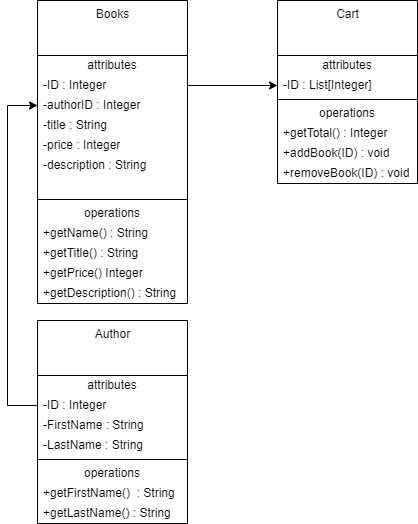 Books
attributes
-ID : Integer
-authorID : Integer
-title : String
-price : Integer
-description : String
operations
+getName() : String
+getTitle() : String
+getPrice() Integer
+getDescription() : String
Cart
attributes
-ID : List[Integer]
operations
+getTotal() : Integer
+addBook(ID) : void
+removeBook(ID) : void
Author
attributes
-ID : Integer
-FirstName : String
-LastName : String
operations
+getFirstName()  : String
+getLastName() : String